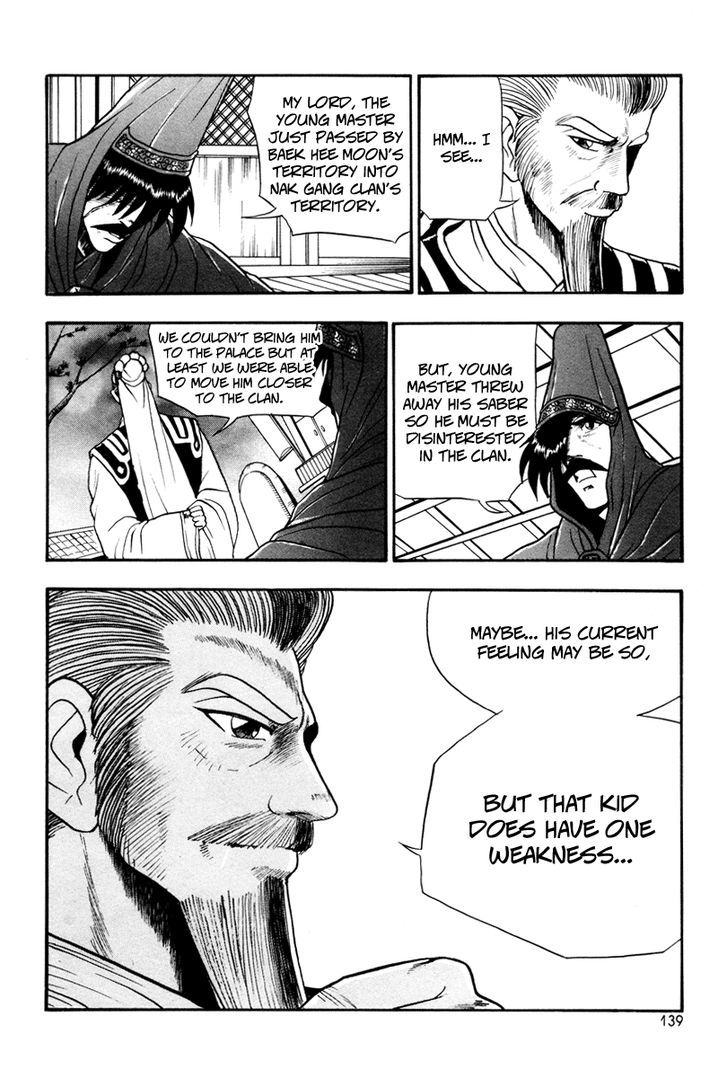 MY LORD, THE
YOUNG MASTER
JUST PASSED BY
BAEK HEE MOON'S
TERRITORY INTO
NAK GANG CLAN'S
TERRITORY.
HMM... I
SEE...
WE COULDN'T BRING HIM
TO THE PALACE BUT AT
LEAST WE WERE ABLE
TO MOVE HIM CLOSER
TO THE CLAN.
BUT, YOUNG
MASTER THREW
AWAY HIS SABER
SO HE MUST BE
DISINTERESTED
IN THE CLAN.
MAYBE... HIS CURRENT
FEELING MAY BE SO,
BUT THAT KID
DOES HAVE ONE
WEAKNESS...
139